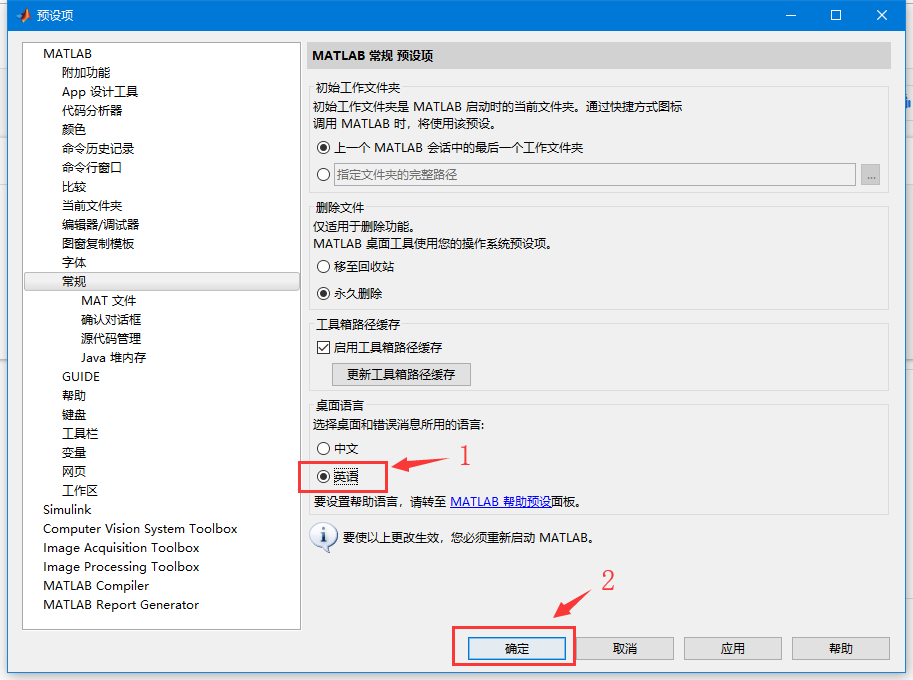 预设项
MATLAB
附加功能
App 设计工具
代码分析器
颜色
命令历史记录
命令行窗口
比较
当前文件夹
编辑器/调试器
图窗复制模板
字体
常规
MAT 文件
确认对话框
源代码管理
Java 堆内存
GUIDE
帮助
键盘
工具栏
变量
网页
工作区
Simulink
Computer Vision System Toolbox
Image Acquisition Toolbox
Image Processing Toolbox
MATLAB Compiler
MATLAB Report Generator
MATLAB 常规 预设项
初始工作文件夹
初始工作文件夹是 MATLAB 启动时的当前文件夹。通过快捷方式图标
调用 MATLAB 时，将使用该预设。
上一个 MATLAB 会话中的最后一个工作文件夹
指定文件夹的完整路径
...
删除文件
仅适用于删除功能。
MATLAB 桌面工具使用您的操作系统预设项。
移至回收站
永久删除
工具箱路径缓存
启用工具箱路径缓存
更新工具箱路径缓存
桌面语言
选择桌面和错误消息所用的语言:
中文
英语
1
要设置帮助语言，请转至 MATLAB 帮助预设面板。
要使以上更改生效，您必须重新启动 MATLAB。
2
确定
取消
应用
帮助